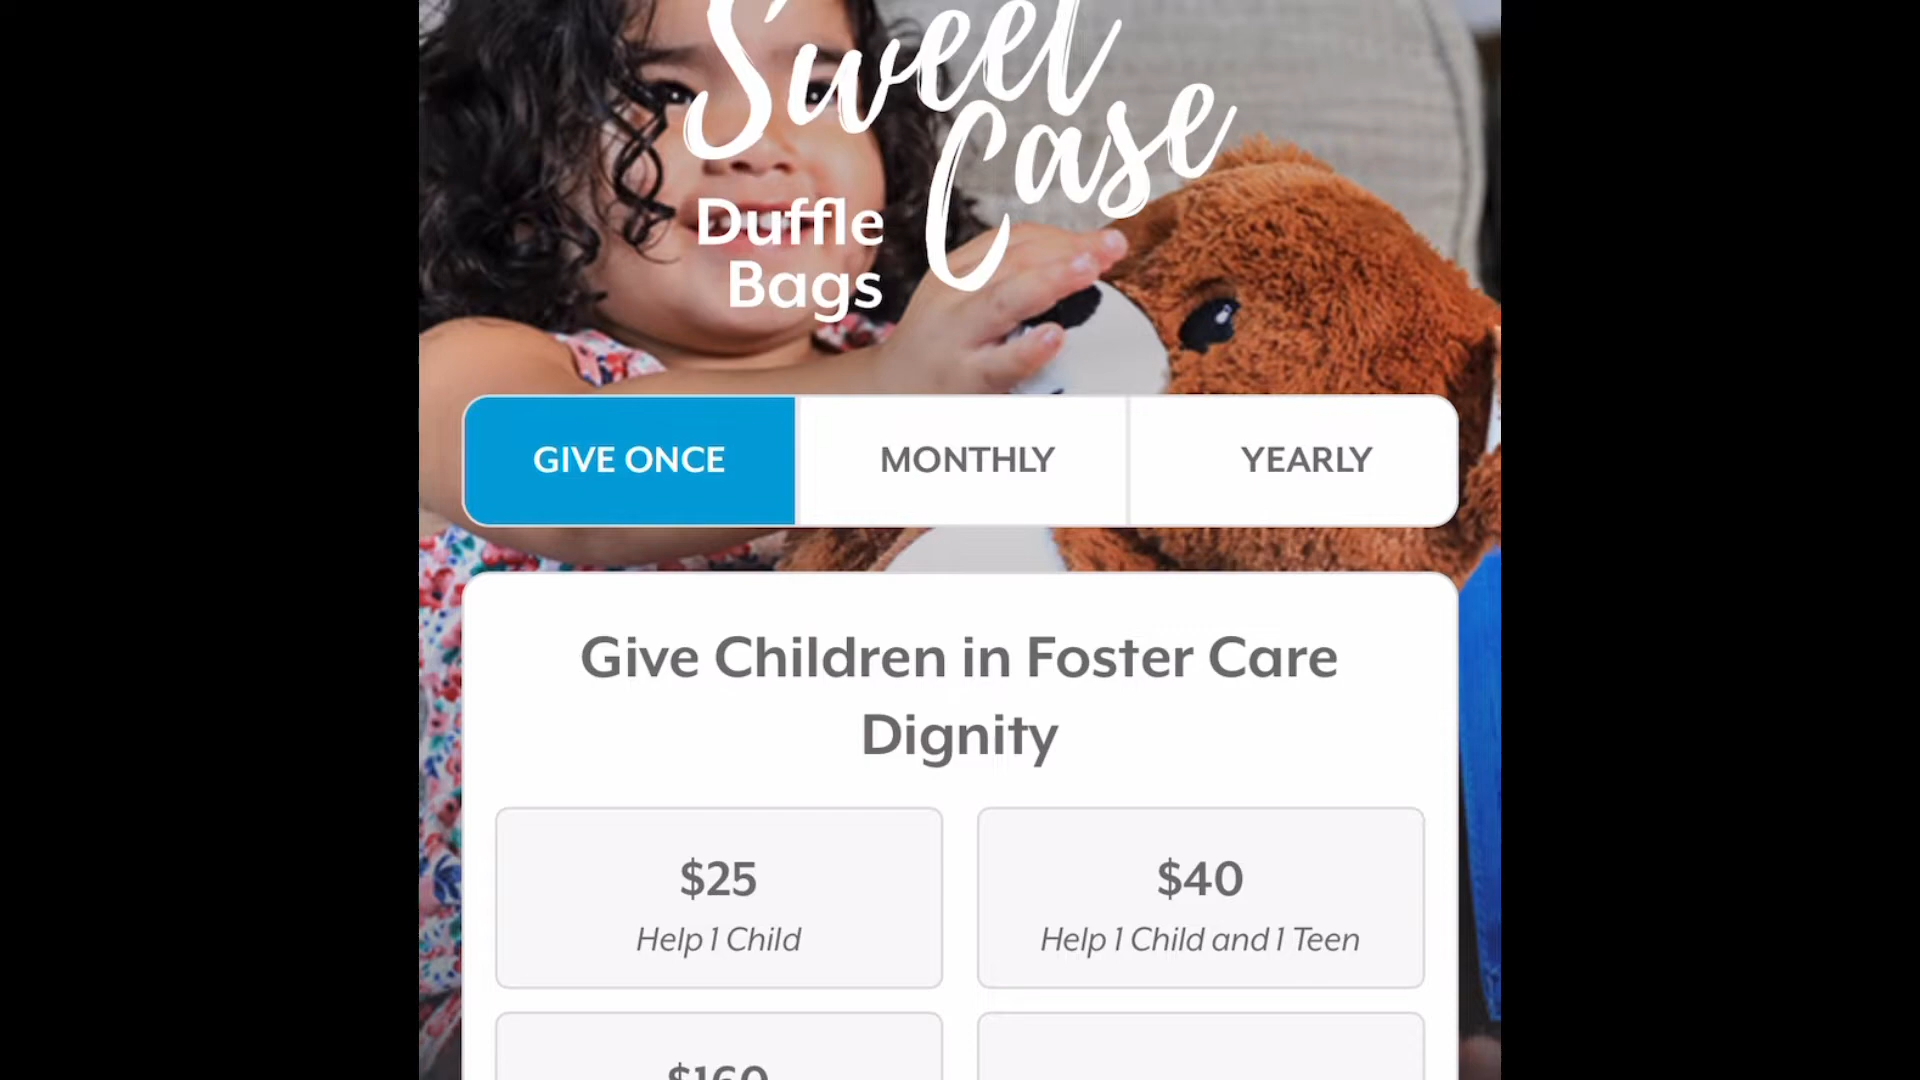 Sweet
Case
Duffle
Bags
GIVE ONCE
MONTHLY
YEARLY
Give Children in Foster Care
Dignity
$25
$40
Help 1 Child
Help 1 Child and 1 Teen
$160